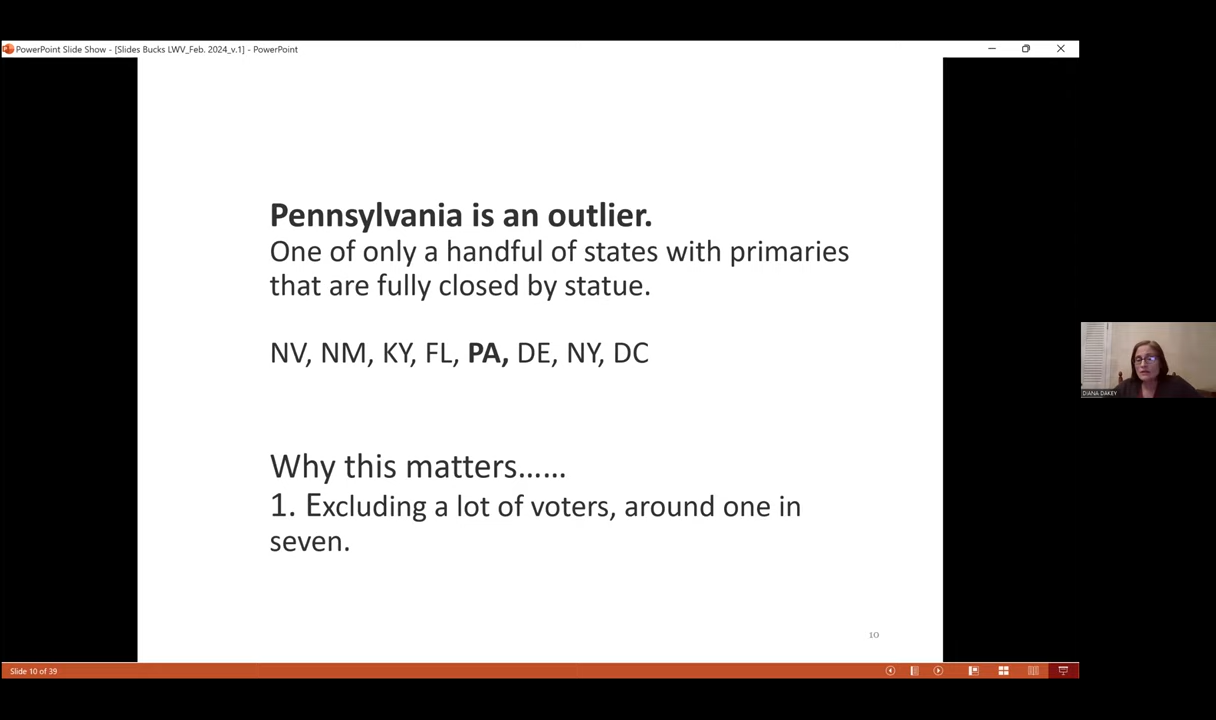 PowerPoint Slide Show - [Slides Bucks LWV_Feb. 2024_v.1] - PowerPoint
Pennsylvania is an outlier.
One of only a handful of states with primaries
that are fully closed by statue.
NV, NM, KY, FL, PA, DE, NY, DC
Why this matters......
1. Excluding a lot of voters, around one in
seven.
10
DIANA DAKEY
Slide 10 of 39